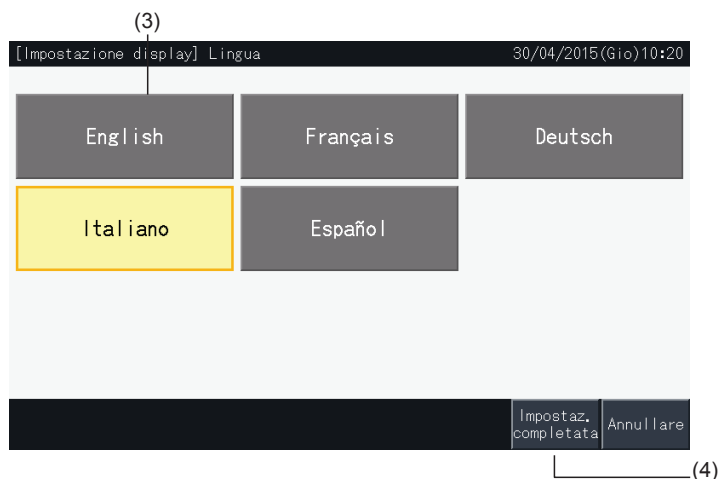 (3)
[Impostazione display] Lingua 30/04/2015(Gio)10:20
English Français Deutsch
Italiano Español
Impostaz.
completata
Annullare
(4)